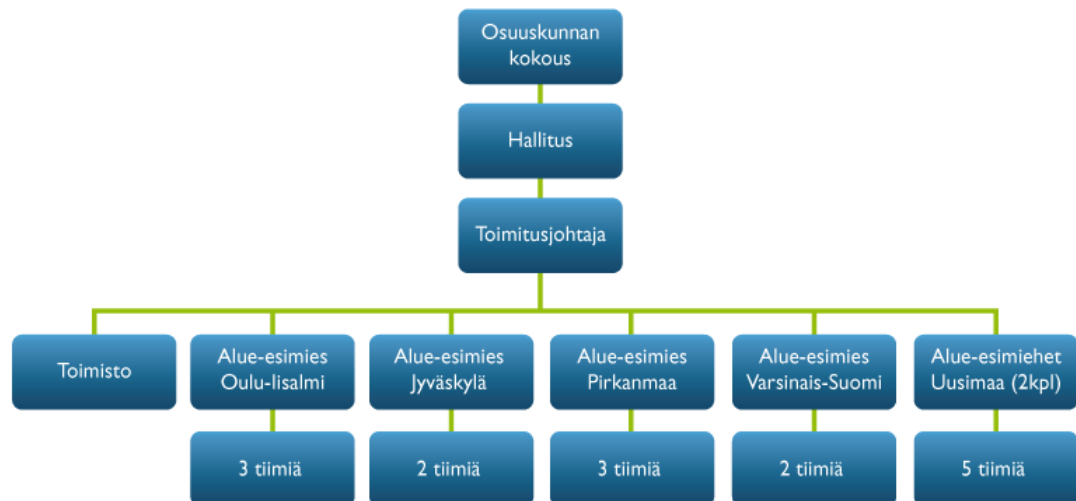 Osuuskunnan
kokous
Hallitus
Toimitusjohtaja
Toimisto
Alue-esimies
Oulu-Iisalmi
Alue-esimies
Jyväskylä
Alue-esimies
Pirkanmaa
Alue-esimies
Varsinais-Suomi
Alue-esimiehet
Uusimaa (2kpl)
3 tiimiä
2 tiimiä
3 tiimiä
2 tiimiä
5 tiimiä